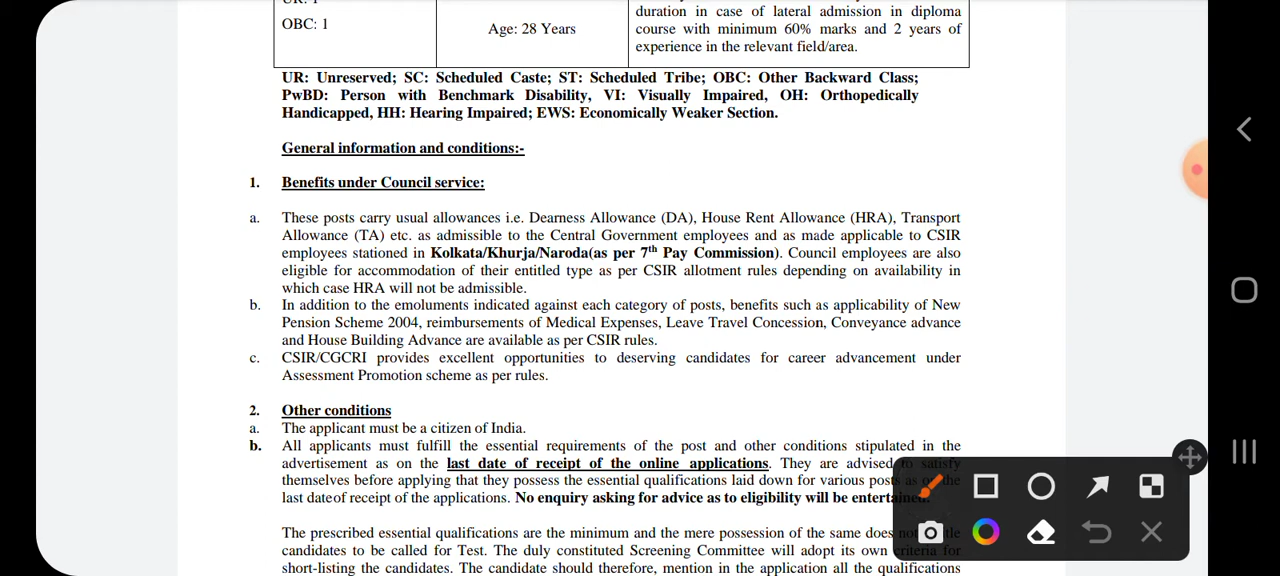 duration in case of lateral admission in diploma
OBC: 1
Age: 28 Years
course with minimum 60% marks and 2 years of
experience in the relevant field/area.
UR: Unreserved; SC: Scheduled Caste; ST: Scheduled Tribe; OBC: Other Backward Class;
PwBD: Person with Benchmark Disability, VI: Visually Impaired, OH: Orthopedically
Handicapped, HH: Hearing Impaired; EWS: Economically Weaker Section.
General information and conditions:-
1. Benefits under Council service:
a. These posts carry usual allowances i.e. Dearness Allowance (DA), House Rent Allowance (HRA), Transport
Allowance (TA) etc. as admissible to the Central Government employees and as made applicable to CSIR
employees stationed in Kolkata/Khurja/Naroda(as per 7th Pay Commission). Council employees are also
eligible for accommodation of their entitled type as per CSIR allotment rules depending on availability in
which case HRA will not be admissible.
b. In addition to the emoluments indicated against each category of posts, benefits such as applicability of New
Pension Scheme 2004, reimbursements of Medical Expenses, Leave Travel Concession, Conveyance advance
and House Building Advance are available as per CSIR rules.
c. CSIR/CGCRI provides excellent opportunities to deserving candidates for career advancement under
Assessment Promotion scheme as per rules.
2. Other conditions
a. The applicant must be a citizen of India.
b. All applicants must fulfill the essential requirements of the post and other conditions stipulated in the
advertisement as on the last date of receipt of the online applications. They are advised to satisfy
themselves before applying that they possess the essential qualifications laid down for various posts as on the
last dateof receipt of the applications. No enquiry asking for advice as to eligibility will be entertained.
The prescribed essential qualifications are the minimum and the mere possession of the same does not
candidates to be called for Test. The duly constituted Screening Committee will adopt its own criteria for
short-listing the candidates. The candidate should therefore, mention in the application all the qualifications